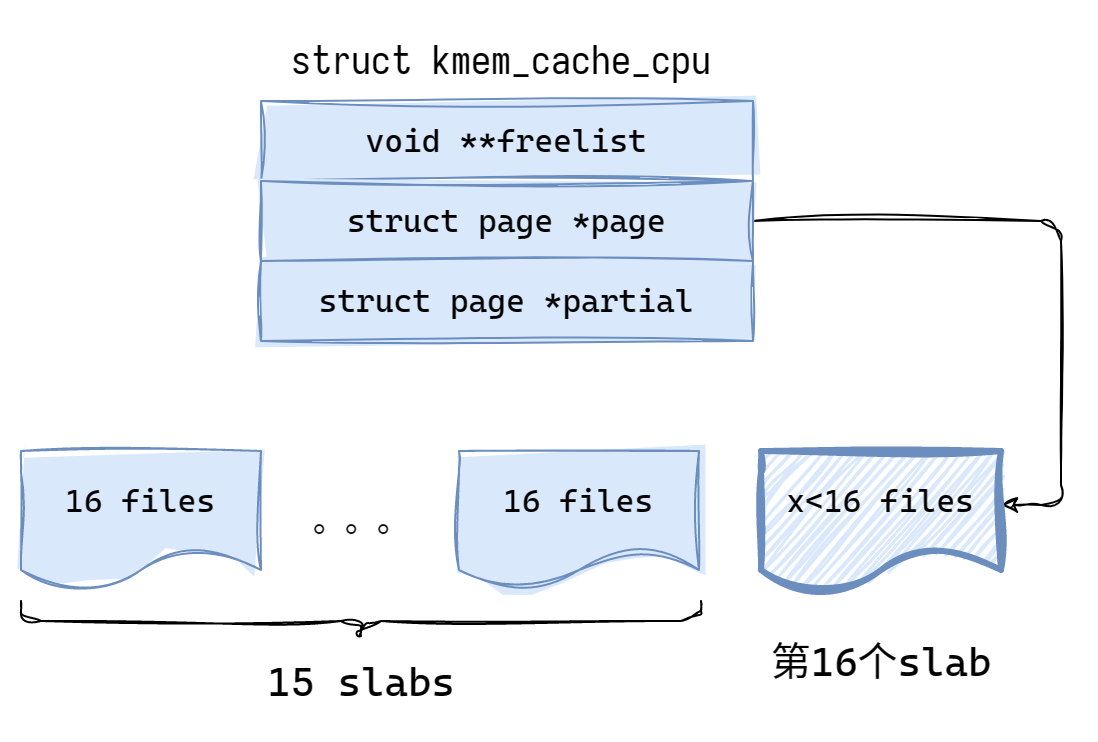 struct kmem_cache_cpu
void **freelist
struct page *page
struct page *partial
16 files
16 files
x<16 files
15 slabs
第16个slab